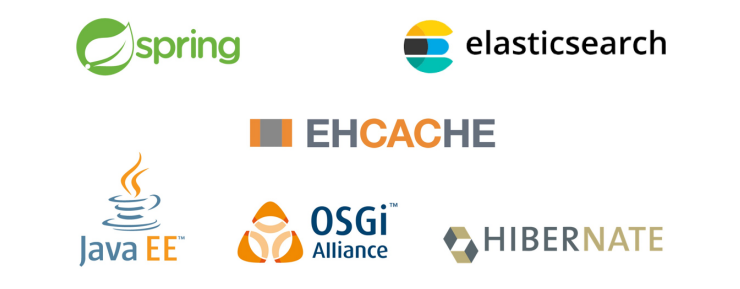 spring
elasticsearch
EHCACHE
Java EE™
OSGi™
Alliance
HIBERNATE